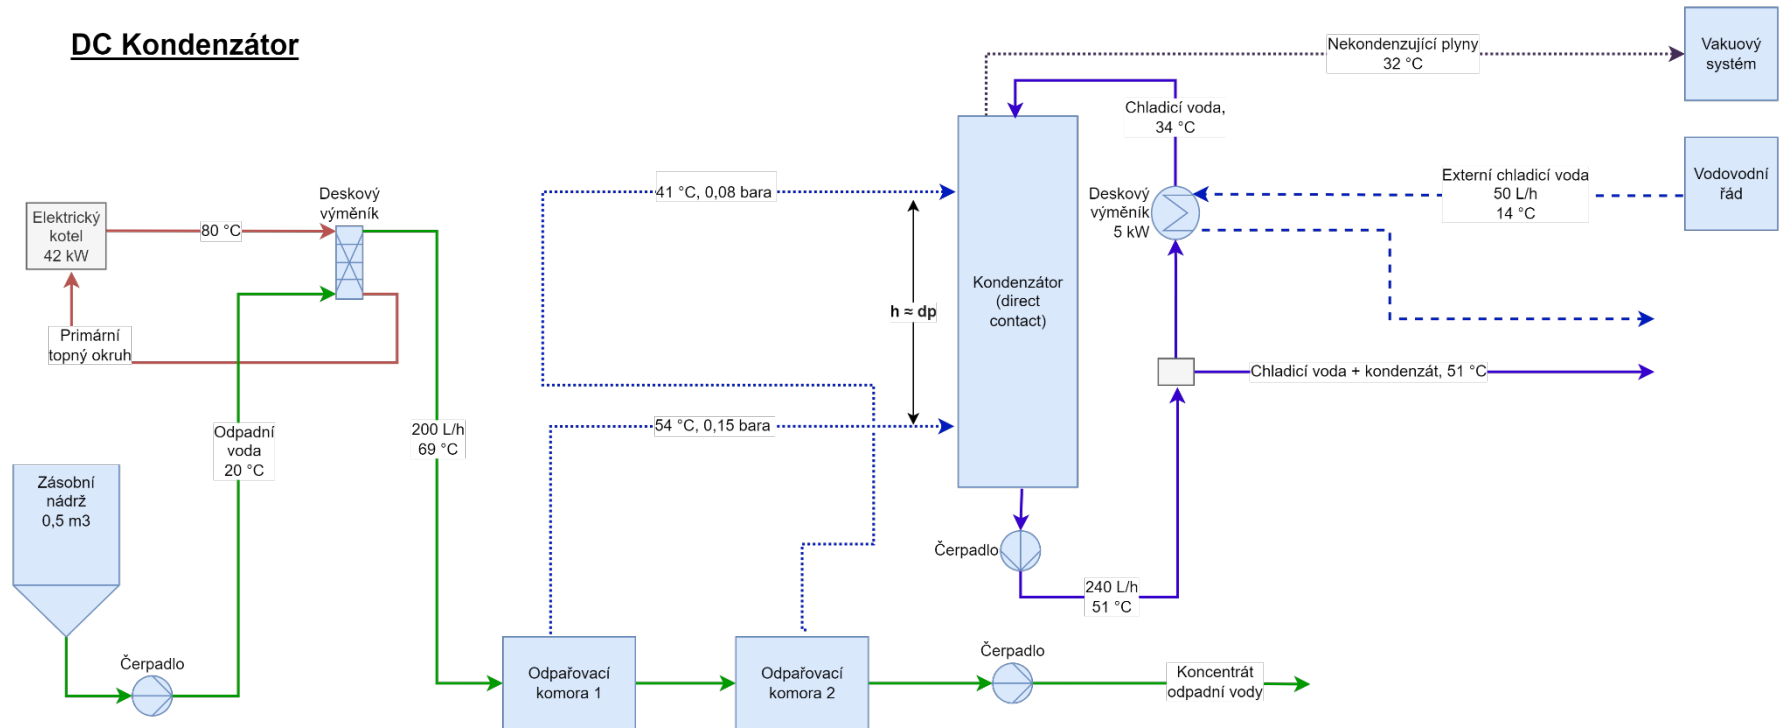 DC Kondenzátor
Nekondenzující plyny
32 °C
Vakuový
systém
Chladicí voda,
34 °C
Externí chladicí voda
50 L/h
14 °C
Vodovodní
řád
Deskový
výměník
5 kW
41 °C, 0,08 bara
Deskový
výměník
Elektrický
kotel
42 kW
80 °C
Kondenzátor
(direct
contact)
h ≈ dp
Primární
topný okruh
Chladicí voda + kondenzát, 51 °C
54 °C, 0,15 bara
200 L/h
69 °C
Odpadní
voda
20 °C
Zásobní
nádrž
0,5 m3
Čerpadlo
240 L/h
51 °C
Čerpadlo
Odpařovací
komora 1
Odpařovací
komora 2
Čerpadlo
Koncentrát
odpadní vody